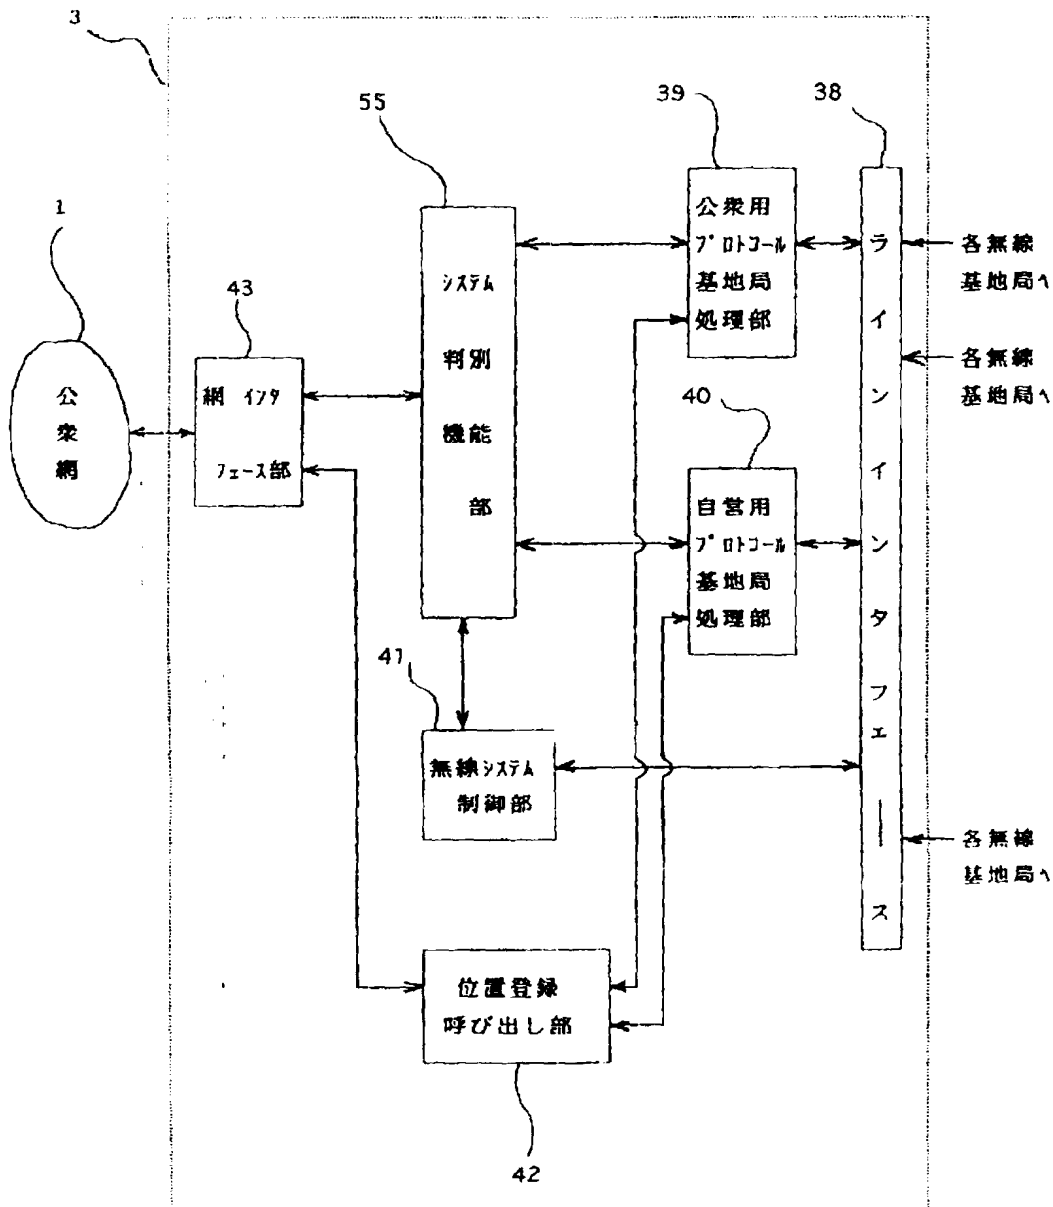 3
55
39
38
1
43
公衆網
網 ｲﾝﾀ
ﾌｪｰｽ部
ｼｽﾃﾑ
判別
機能
部
公衆用
ﾌﾟﾛﾄｺｰﾙ
基地局
処理部
40
自営用
ﾌﾟﾛﾄｺｰﾙ
基地局
処理部
ラインインタフェース
各無線
基地局へ
各無線
基地局へ
各無線
基地局へ
41
無線ｼｽﾃﾑ
制御部
位置登録
呼び出し部
42